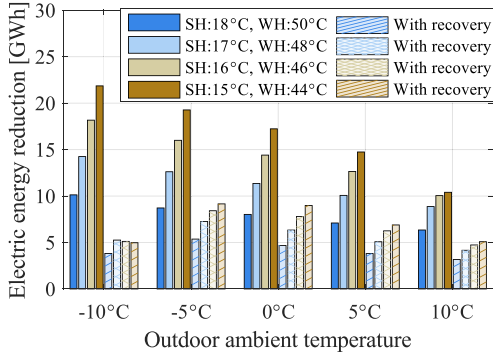 Electric energy reduction [GWh]
30
25
20
15
10
5
0
SH:18°C, WH:50°C
SH:17°C, WH:48°C
SH:16°C, WH:46°C
SH:15°C, WH:44°C
With recovery
With recovery
With recovery
With recovery
-10°C
-5°C
0°C
5°C
10°C
Outdoor ambient temperature